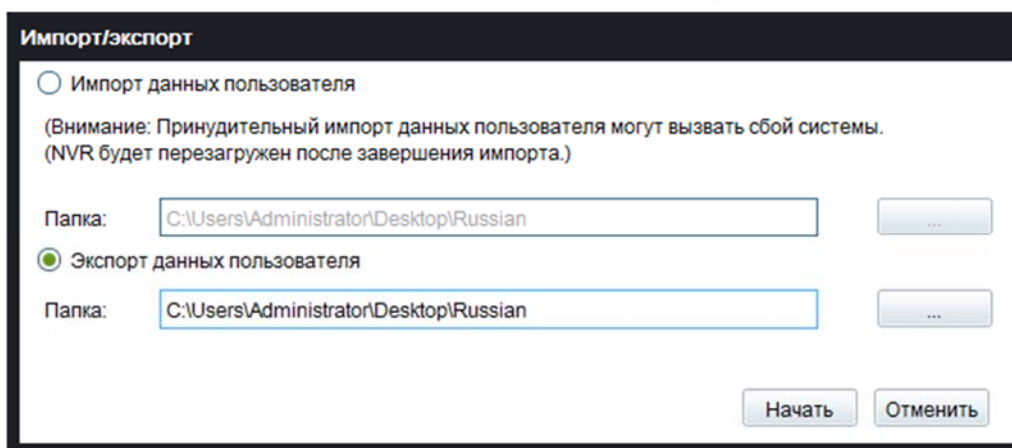 Импорт/экспорт
Импорт данных пользователя
(Внимание: Принудительный импорт данных пользователя могут вызвать сбой системы.
(NVR будет перезагружен после завершения импорта.)
Папка: C:\Users\Administrator\Desktop\Russian ...
Экспорт данных пользователя
Папка: C:\Users\Administrator\Desktop\Russian ...
Начать Отменить